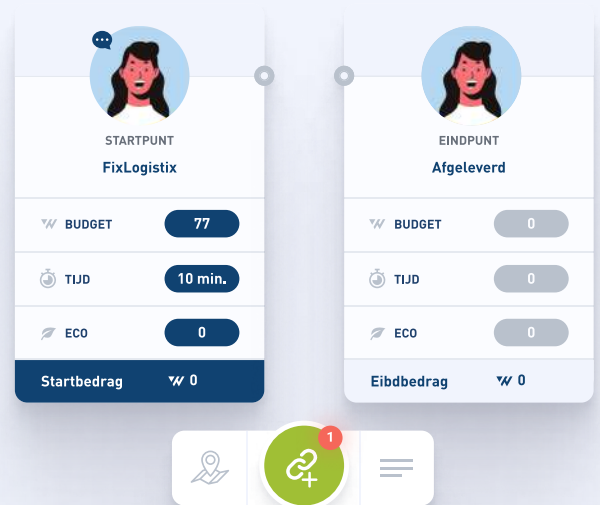 STARTPUNT
FixLogistix
BUDGET 77
TIJD 10 min.
ECO 0
Startbedrag 0
EINDPUNT
Afgeleverd
BUDGET 0
TIJD 0
ECO 0
Eibdbedrag 0
1